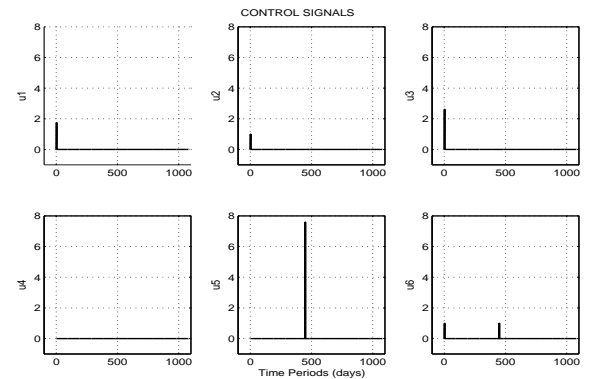 CONTROL SIGNALS
8 8 8
6 6 6
u1 4 u2 4 u3 4
2 2 2
0 0 0
0 500 1000 0 500 1000 0 500 1000
8 8 8
6 6 6
u4 4 u5 4 u6 4
2 2 2
0 0 0
0 500 1000 0 500 1000 0 500 1000
Time Periods (days)